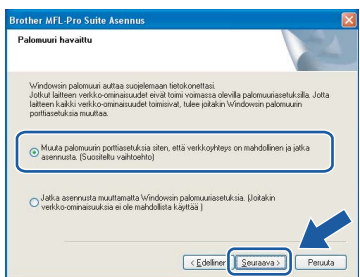 Brother MFL-Pro Suite Asennus
Palomuuri havaittu
Windowsin palomuuri auttaa suojelemaan tietokonettasi.
Jotkut laitteen verkko-ominaisuudet eivät toimi voimassa olevilla palomuuriasetuksilla. Jotta
laitteen kaikki verkko-ominaisuudet toimisivat, tulee joitakin Windowsin palomuurin
porttiasetuksia muuttaa.
Muuta palomuurin porttiasetuksia siten, että verkkoyhteys on mahdollinen ja jatka
asennusta. (Suositeltu vaihtoehto)
Jatka asennusta muuttamatta Windowsin palomuuriasetuksia. (Joitakin
verkko-ominaisuuksia ei ole mahdollista käyttää )
< Edellinen Seuraava > Peruuta